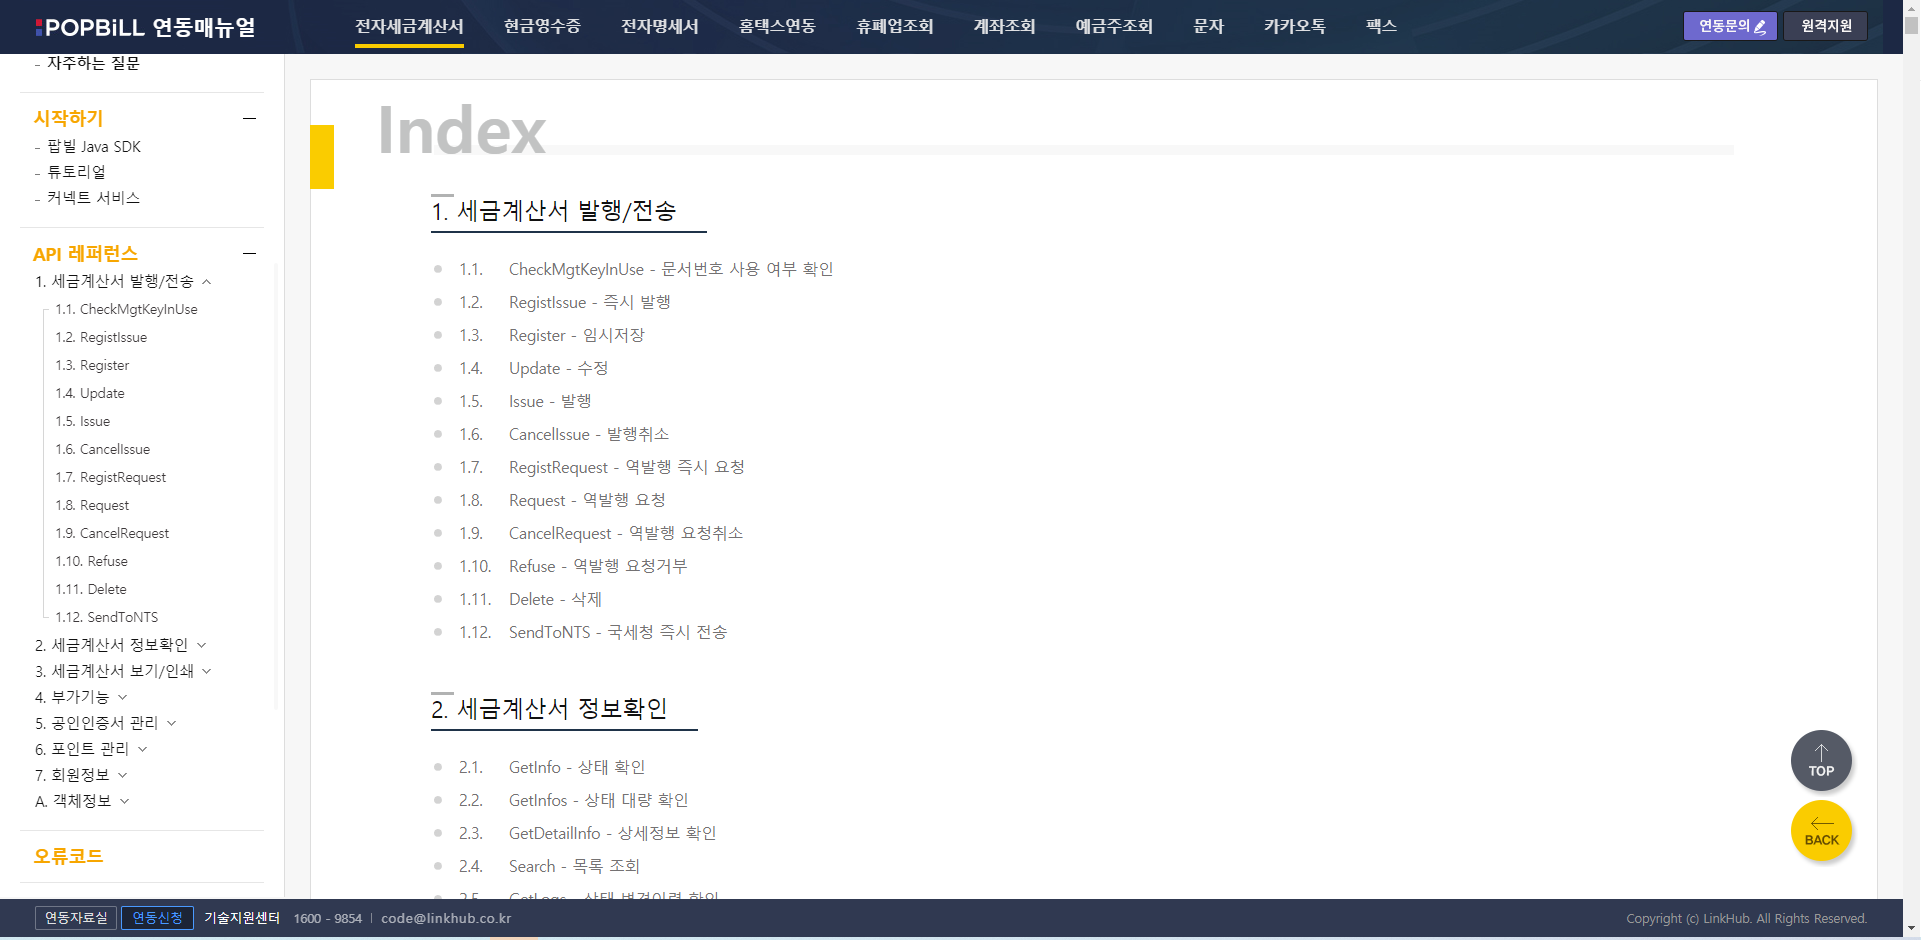 POPBiLL 연동매뉴얼
전자세금계산서
현금영수증
전자명세서
홈택스연동
휴폐업조회
계좌조회
예금주조회
문자
카카오톡
팩스
연동문의
원격지원
- 자주하는 질문
시작하기
- 팝빌 Java SDK
- 튜토리얼
- 커넥트 서비스
API 레퍼런스
1. 세금계산서 발행/전송
1.1. CheckMgtKeyInUse
1.2. RegistIssue
1.3. Register
1.4. Update
1.5. Issue
1.6. CancelIssue
1.7. RegistRequest
1.8. Request
1.9. CancelRequest
1.10. Refuse
1.11. Delete
1.12. SendToNTS
2. 세금계산서 정보확인
3. 세금계산서 보기/인쇄
4. 부가기능
5. 공인인증서 관리
6. 포인트 관리
7. 회원정보
A. 객체정보
오류코드
Index
1. 세금계산서 발행/전송
1.1. CheckMgtKeyInUse - 문서번호 사용 여부 확인
1.2. RegistIssue - 즉시 발행
1.3. Register - 임시저장
1.4. Update - 수정
1.5. Issue - 발행
1.6. CancelIssue - 발행취소
1.7. RegistRequest - 역발행 즉시 요청
1.8. Request - 역발행 요청
1.9. CancelRequest - 역발행 요청취소
1.10. Refuse - 역발행 요청거부
1.11. Delete - 삭제
1.12. SendToNTS - 국세청 즉시 전송
2. 세금계산서 정보확인
2.1. GetInfo - 상태 확인
2.2. GetInfos - 상태 대량 확인
2.3. GetDetailInfo - 상세정보 확인
2.4. Search - 목록 조회
2.5. GetLogs - 상태 변경이력 확인
TOP
BACK
연동자료실
연동신청
기술지원센터 1600 - 9854 | code@linkhub.co.kr
Copyright (c) LinkHub. All Rights Reserved.